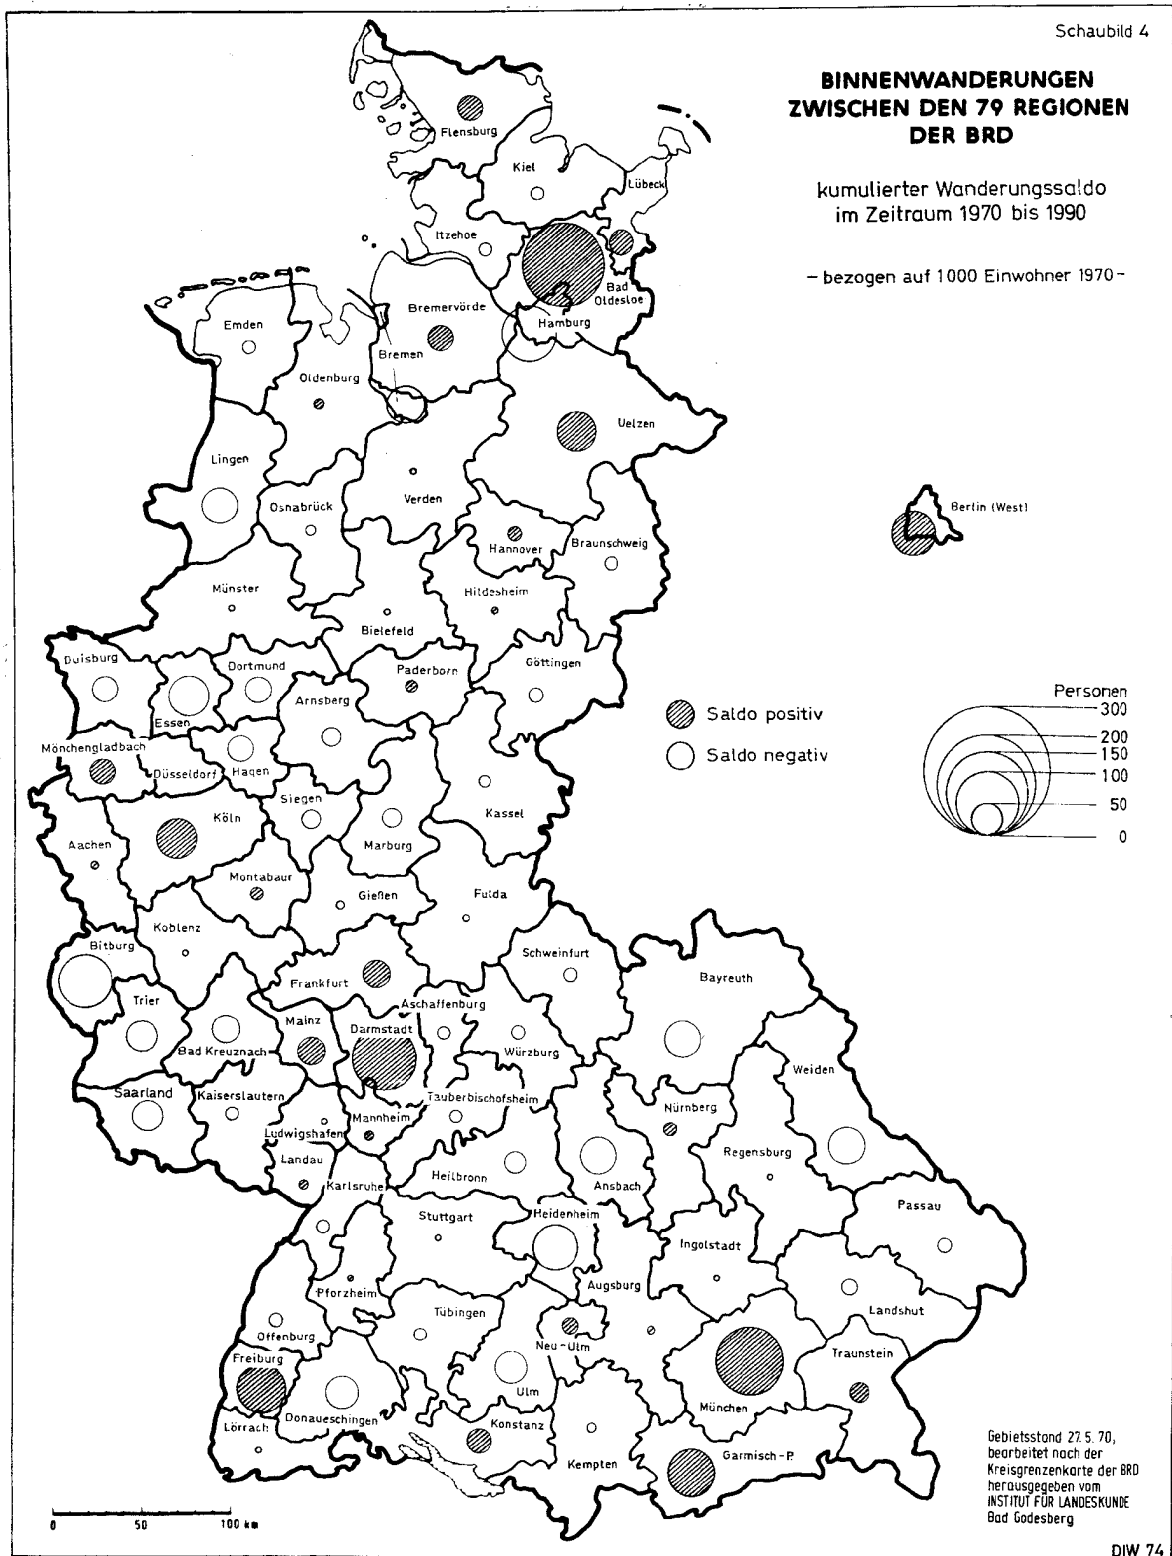 Schaubild 4
BINNENWANDERUNGEN
ZWISCHEN DEN 79 REGIONEN
DER BRD
kumulierter Wanderungssaldo
im Zeitraum 1970 bis 1990
– bezogen auf 1000 Einwohner 1970 –
Flensburg
Kiel
Lübeck
Itzehoe
Bad
Oldesloe
Hamburg
Bremervörde
Emden
Bremen
Oldenburg
Uelzen
Lingen
Osnabrück
Verden
Berlin (West)
Hannover
Braunschweig
Münster
Hildesheim
Bielefeld
Duisburg
Dortmund
Paderborn
Göttingen
Essen
Arnsberg
Mönchengladbach
Düsseldorf
Hagen
Siegen
Kassel
Köln
Aachen
Marburg
Montabaur
Gießen
Fulda
Koblenz
Bitburg
Schweinfurt
Bayreuth
Frankfurt
Trier
Aschaffenburg
Mainz
Darmstadt
Bad Kreuznach
Würzburg
Weiden
Saarland
Kaiserslautern
Tauberbischofsheim
Nürnberg
Mannheim
Ludwigshafen
Regensburg
Landau
Heilbronn
Ansbach
Karlsruhe
Passau
Stuttgart
Heidenheim
Ingolstadt
Augsburg
Pforzheim
Tübingen
Landshut
Offenburg
Neu-Ulm
Traunstein
Freiburg
Ulm
München
Donaueschingen
Lörrach
Konstanz
Kempten
Garmisch-P.
Saldo positiv
Saldo negativ
Personen
300
200
150
100
50
0
Gebietsstand 27. 5. 70,
bearbeitet nach der
Kreisgrenzenkarte der BRD
herausgegeben vom
INSTITUT FÜR LANDESKUNDE
Bad Godesberg
0 50 100 km
DIW 74